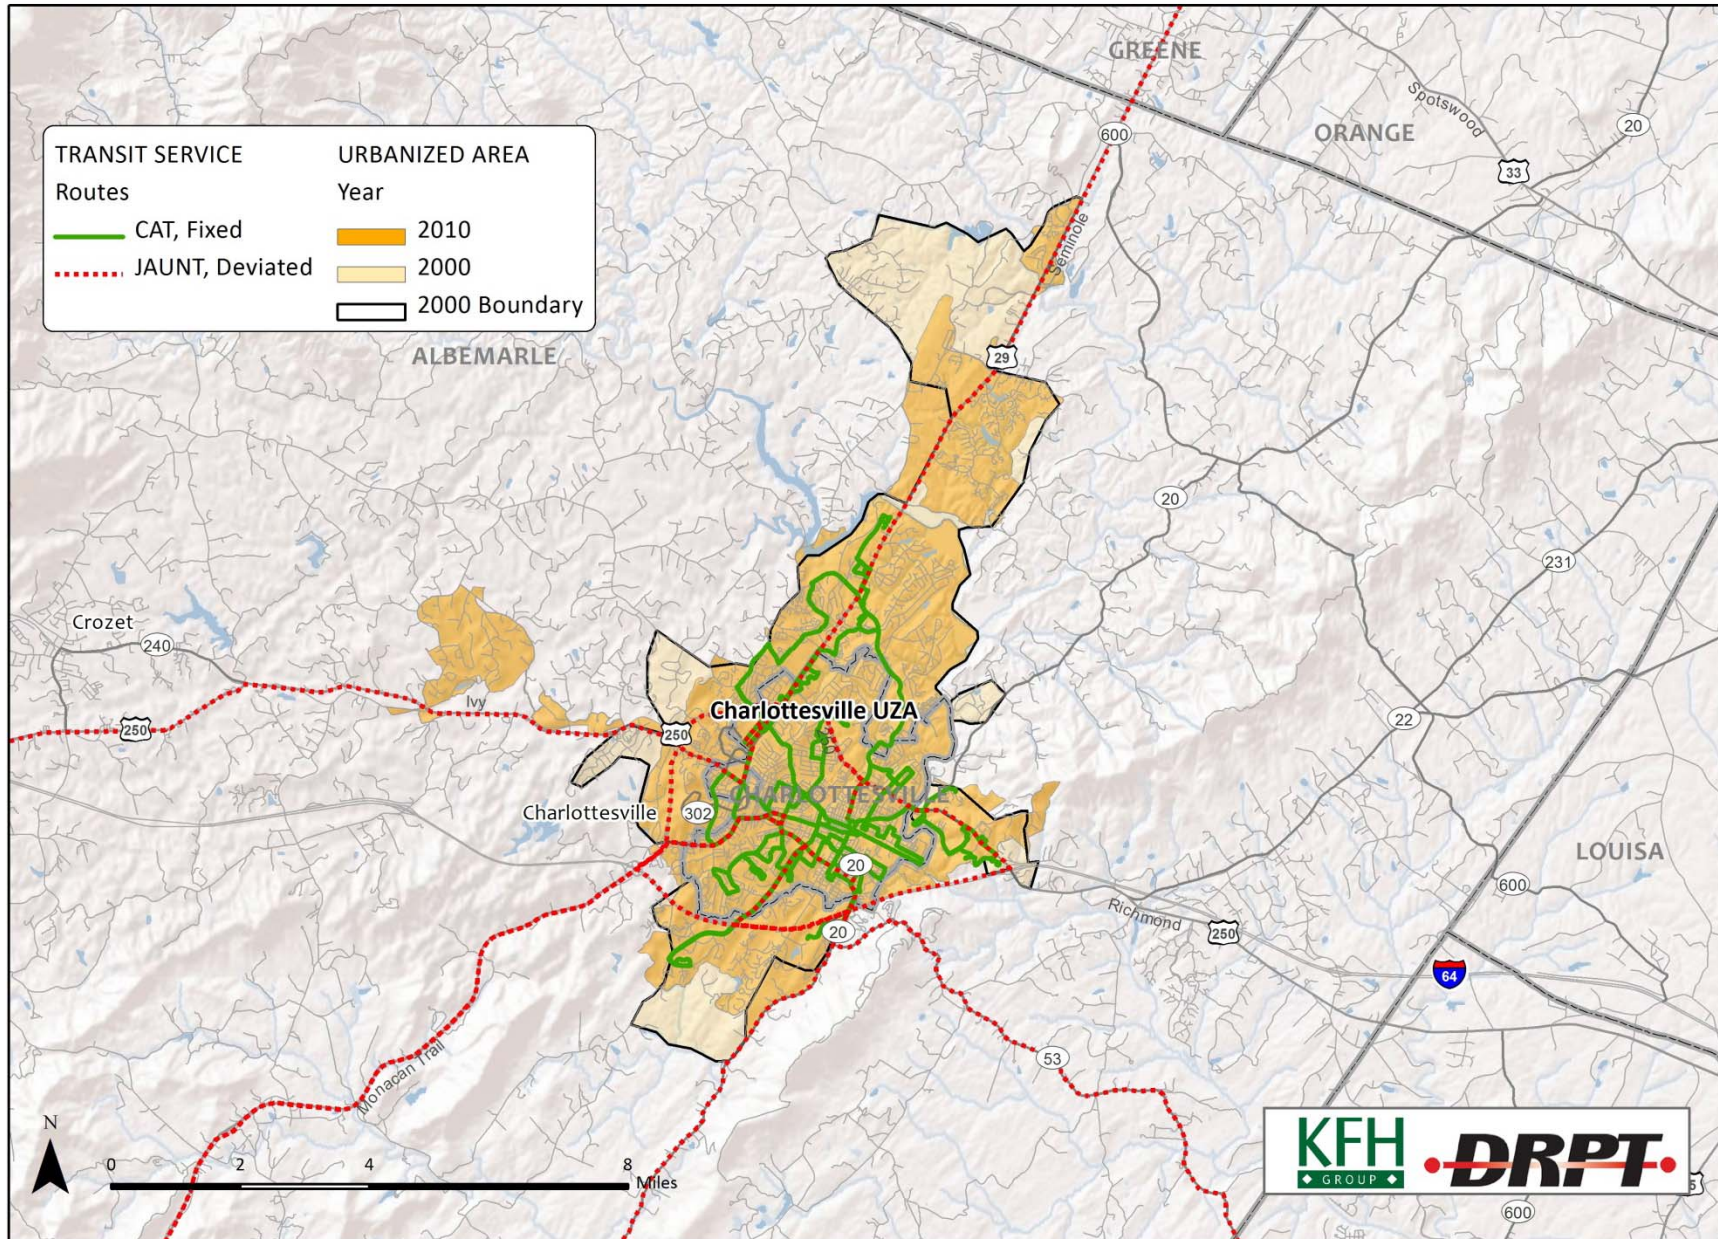 GREENE
Spotswood
20
600
ORANGE
33
TRANSIT SERVICE
URBANIZED AREA
Routes
Year
CAT, Fixed
2010
JAUNT, Deviated
2000
2000 Boundary
Seminole
ALBEMARLE
29
20
231
Crozet
240
Ivy
250
250
Charlottesville UZA
22
CHARLOTTESVILLE
Charlottesville
302
20
LOUISA
600
Richmond
20
250
64
53
Monacan Trail
N
0
2
4
8
Miles
KFH
GROUP
DRPT
600